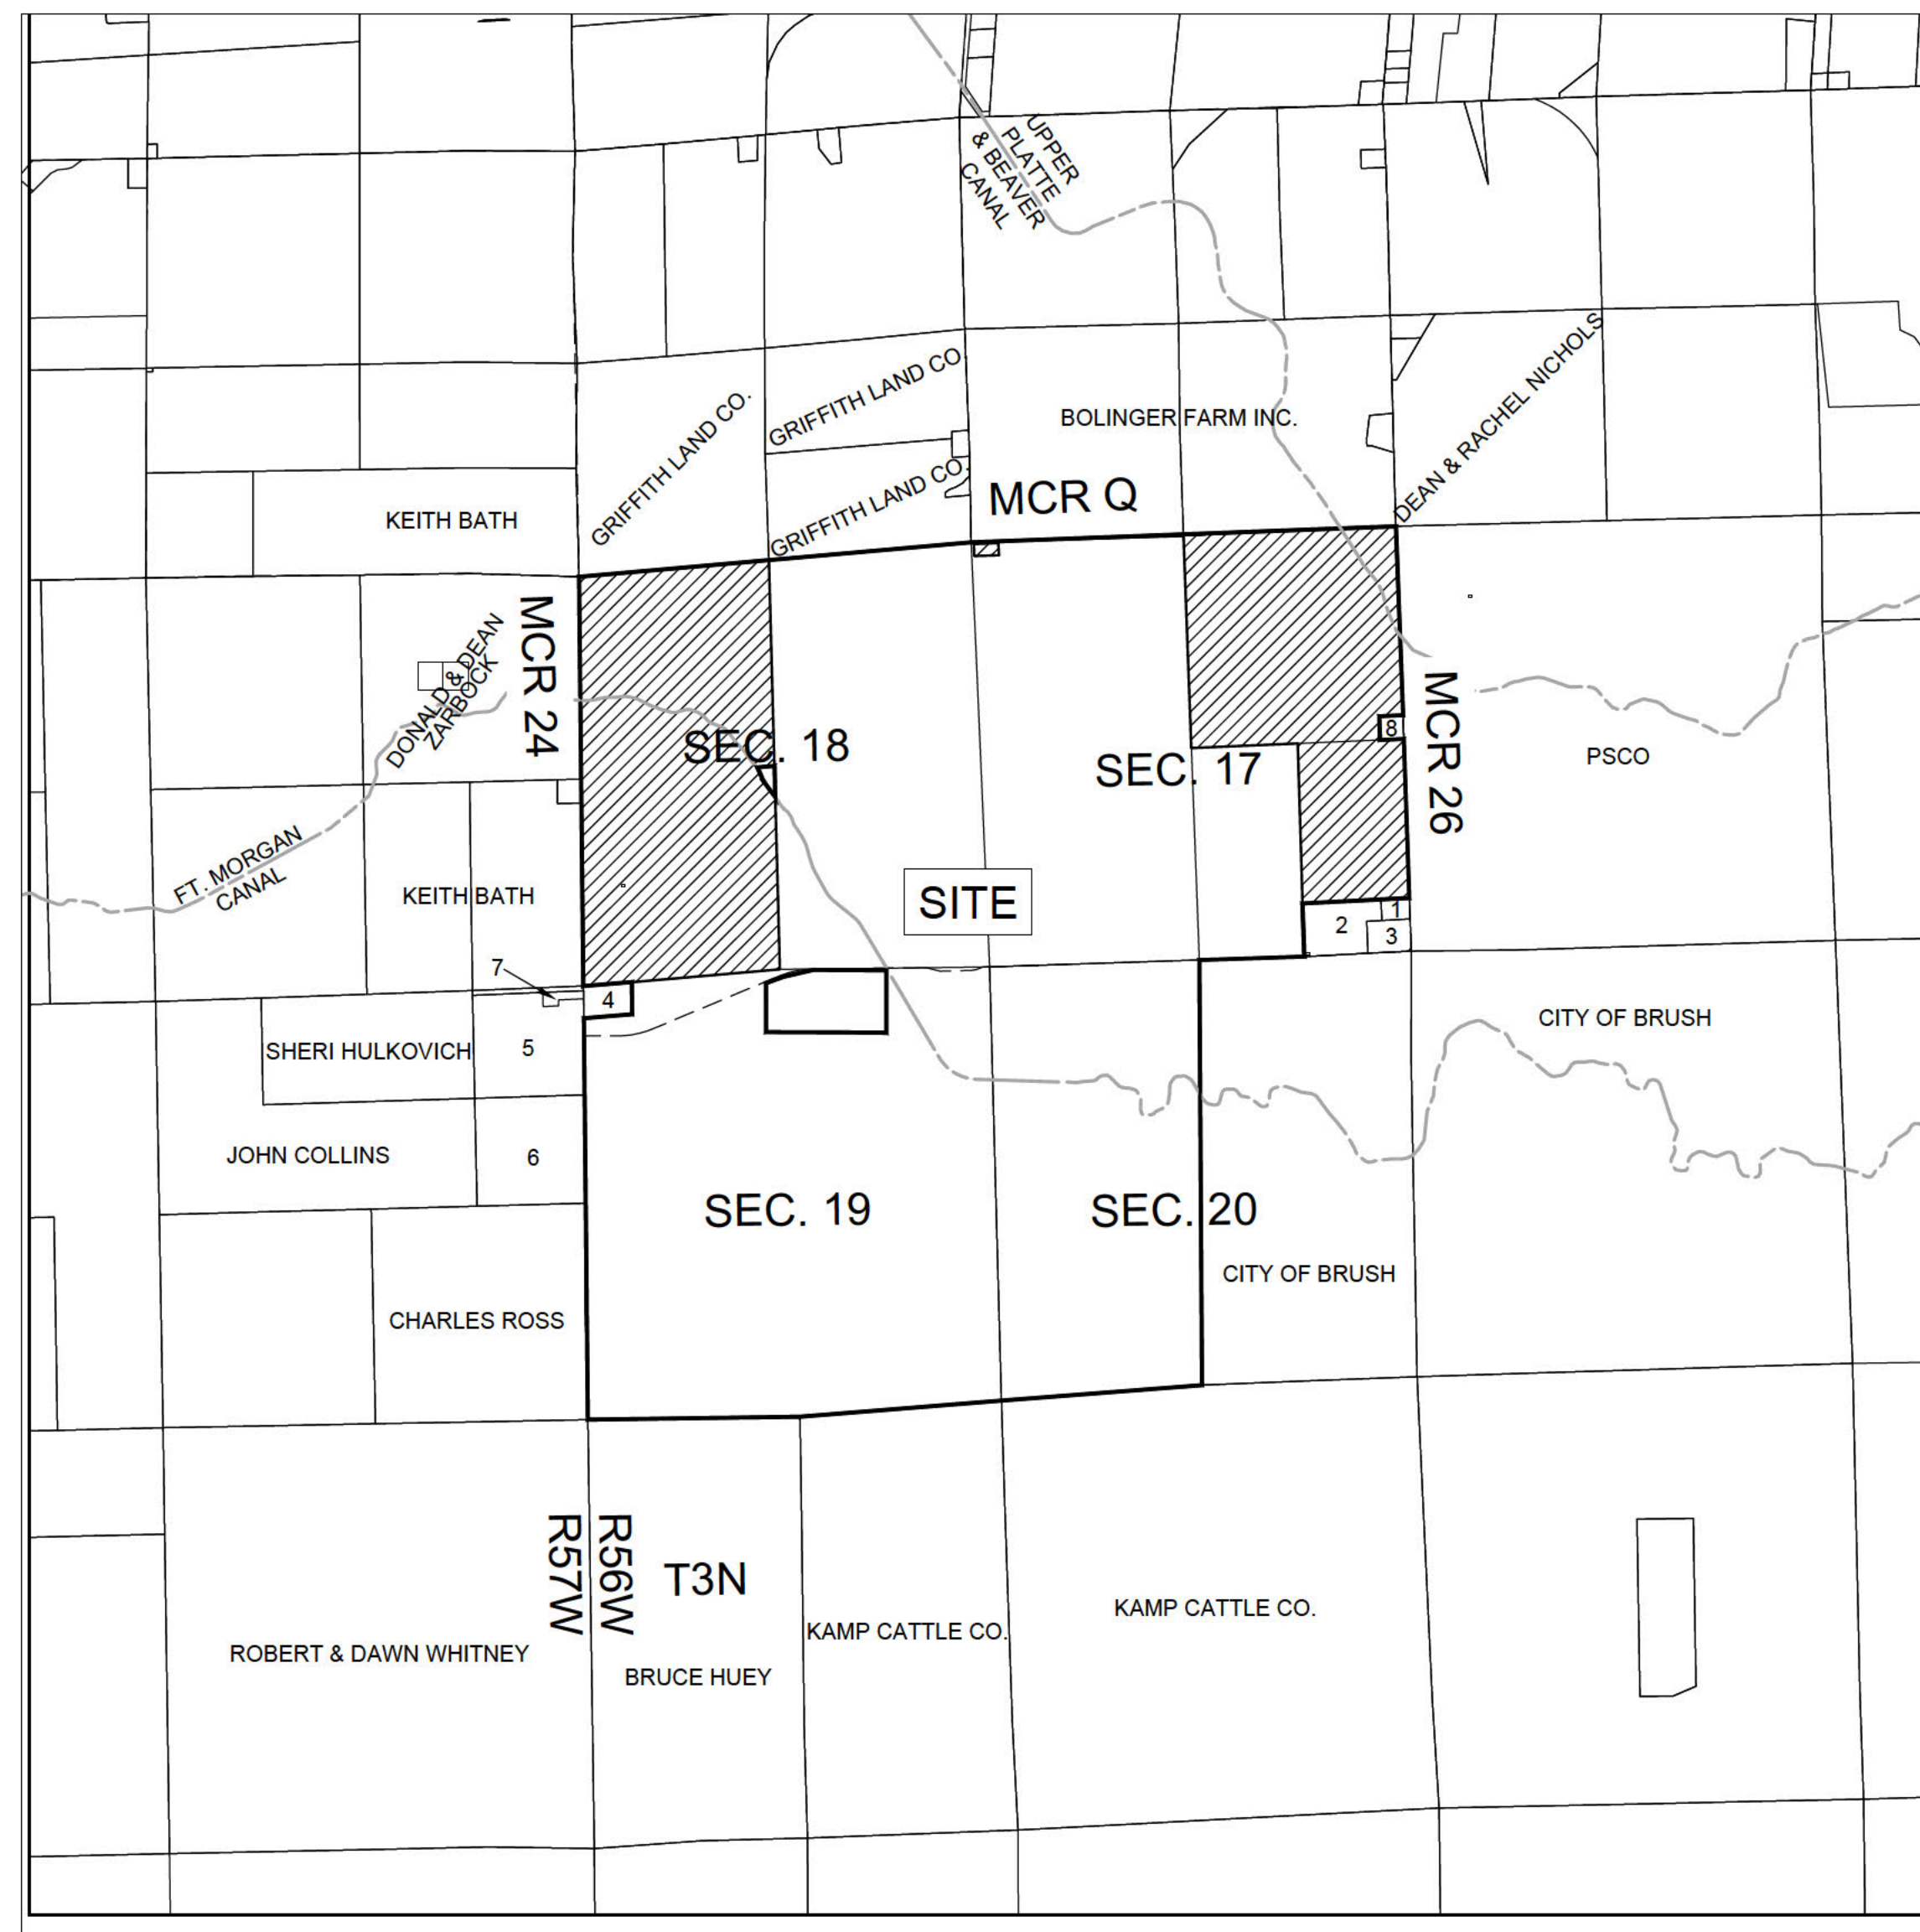 UPPER
PLATTE
& BEAVER
CANAL
GRIFFITH LAND CO.
GRIFFITH LAND CO
GRIFFITH LAND CO.
BOLINGER FARM INC.
DEAN & RACHEL NICHOLS
KEITH BATH
MCR Q
MCR 24
DONALD & DEAN
ZARBOCK
SEC. 18
SEC. 17
8
MCR 26
PSCO
FT. MORGAN
CANAL
KEITH BATH
SITE
1
2
3
7
4
SHERI HULKOVICH
5
CITY OF BRUSH
JOHN COLLINS
6
SEC. 19
SEC. 20
CITY OF BRUSH
CHARLES ROSS
R57W
R56W
T3N
KAMP CATTLE CO.
KAMP CATTLE CO.
ROBERT & DAWN WHITNEY
BRUCE HUEY